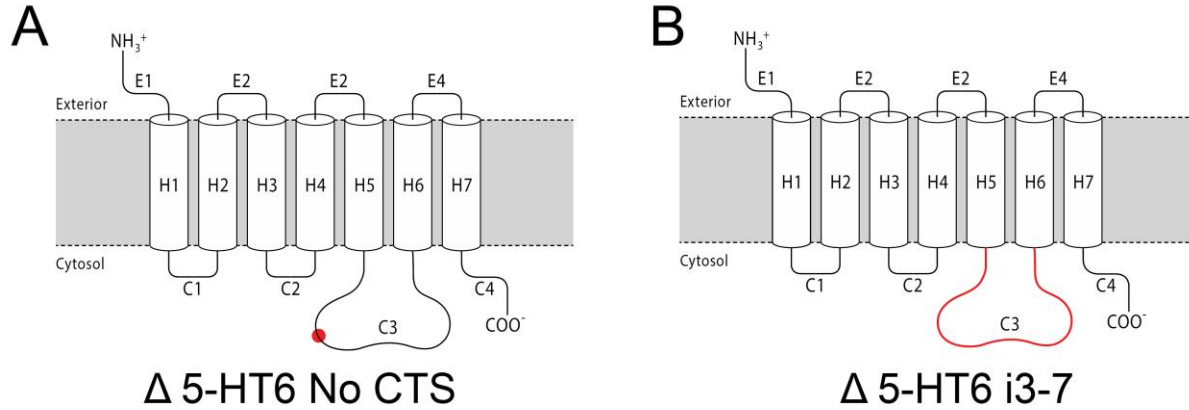 A
NH₃⁺
E1
E2
E2
E4
Exterior
H1 H2 H3 H4 H5 H6 H7
Cytosol
C1
C2
C3
C4
COO⁻
Δ 5-HT6 No CTS
B
NH₃⁺
E1
E2
E2
E4
Exterior
H1 H2 H3 H4 H5 H6 H7
Cytosol
C1
C2
C3
C4
COO⁻
Δ 5-HT6 i3-7